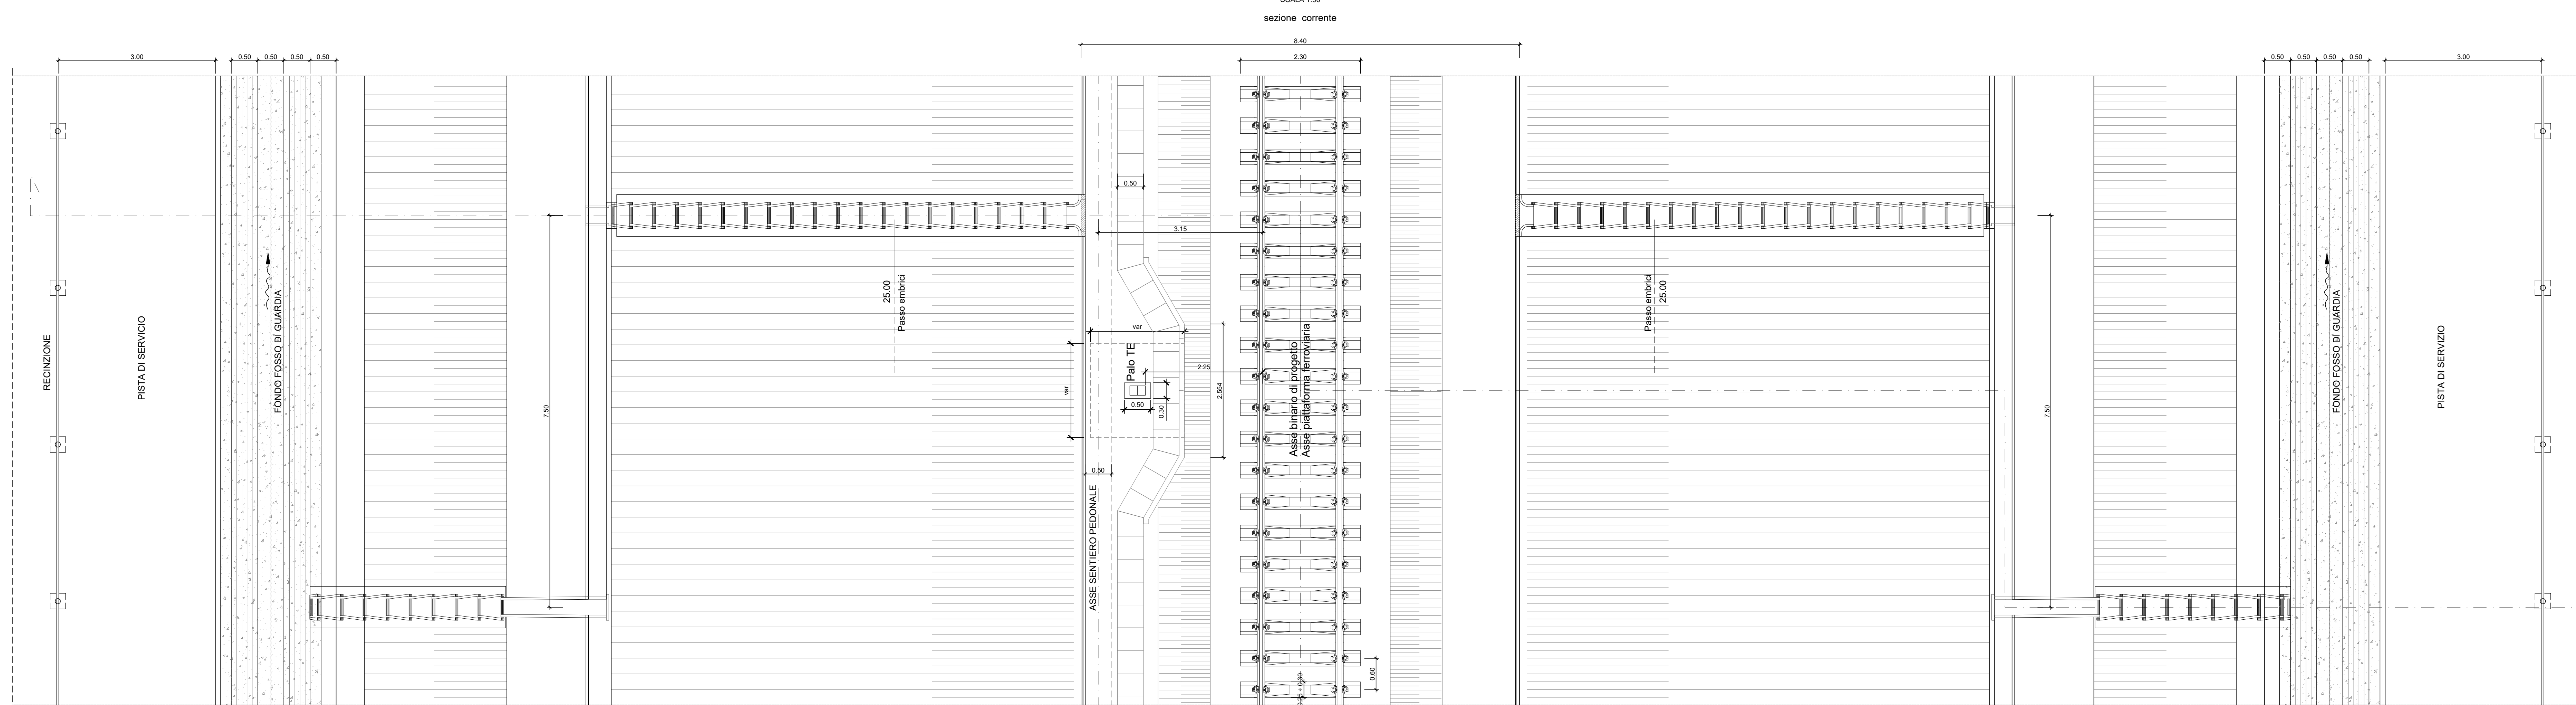 SCALA 1:50
sezione corrente
8.40
2.30
3.00
0.50
0.50
0.50
0.50
0.50
0.50
0.50
0.50
3.00
0.50
3.15
25.00
Passo embrici
Passo embrici
25.00
RECINZIONE
PISTA DI SERVICIO
FONDO FOSSO DI GUARDIA
7.50
var
var
Palo TE
2.25
0.50
0.30
2.554
Asse binario di progetto
Asse piattaforma ferroviaria
0.50
ASSE SENTIERO PEDONALE
0.60
7.50
FONDO FOSSO DI GUARDIA
PISTA DI SERVIZIO